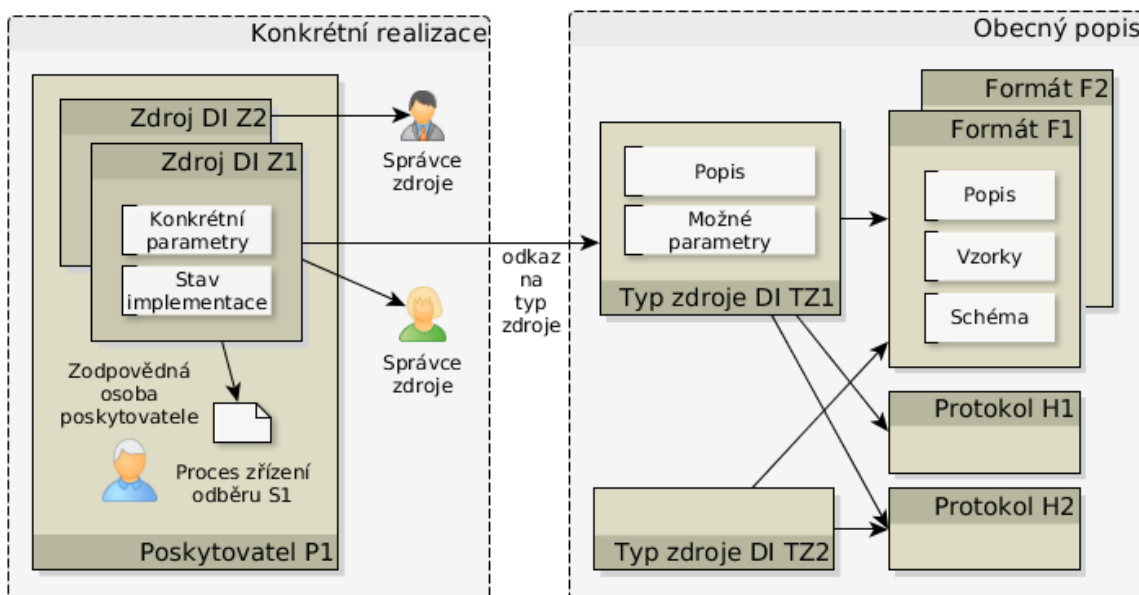 Konkrétní realizace
Zdroj DI Z2
Zdroj DI Z1
Konkrétní
parametry
Stav
implementace
Správce
zdroje
Správce
zdroje
Zodpovědná
osoba
poskytovatele
Proces zřízení
odběru S1
Poskytovatel P1
odkaz
na
typ
zdroje
Obecný popis
Popis
Možné
parametry
Typ zdroje DI TZ1
Formát F2
Formát F1
Popis
Vzorky
Schéma
Protokol H1
Protokol H2
Typ zdroje DI TZ2